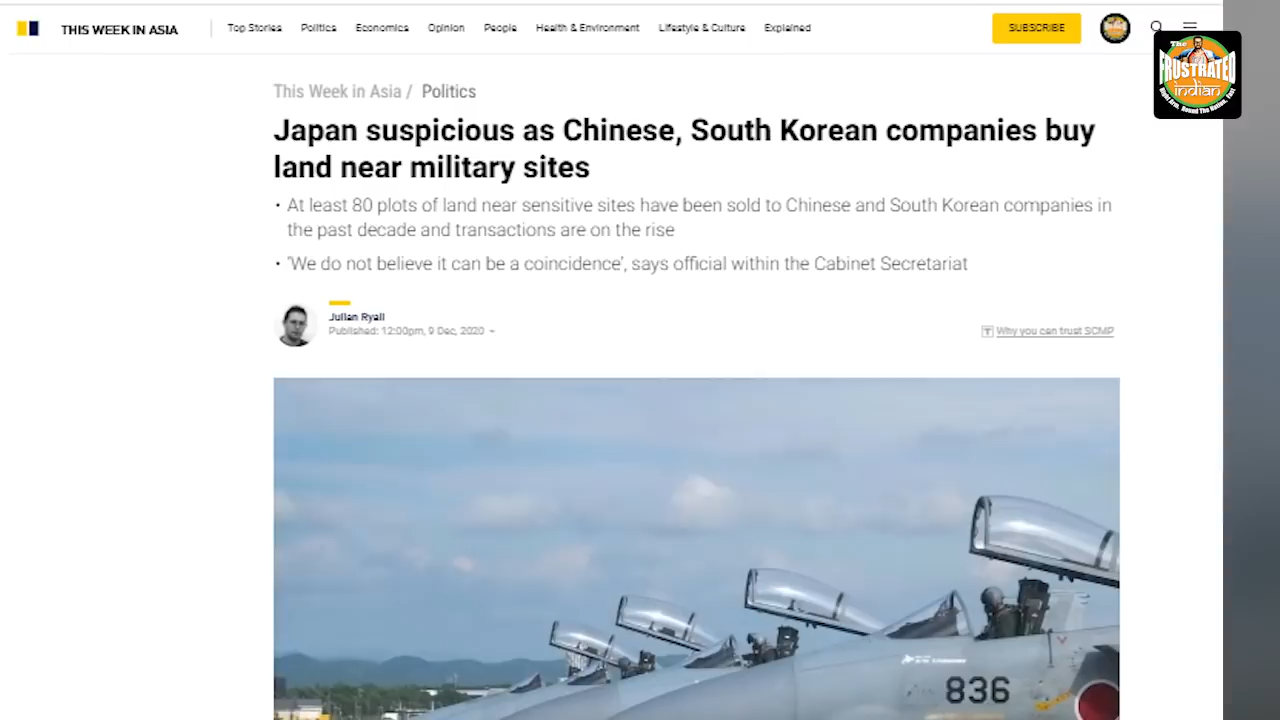 THIS WEEK IN ASIA
Top Stories Politics Economics Opinion People Health & Environment Lifestyle & Culture Explained
SUBSCRIBE
The
FRUSTRATED
indian
This Week in Asia / Politics
Japan suspicious as Chinese, South Korean companies buy
land near military sites
• At least 80 plots of land near sensitive sites have been sold to Chinese and South Korean companies in
the past decade and transactions are on the rise
• 'We do not believe it can be a coincidence', says official within the Cabinet Secretariat
Julian Ryall
Published: 12:00pm, 9 Dec, 2020
Why you can trust SCMP
836